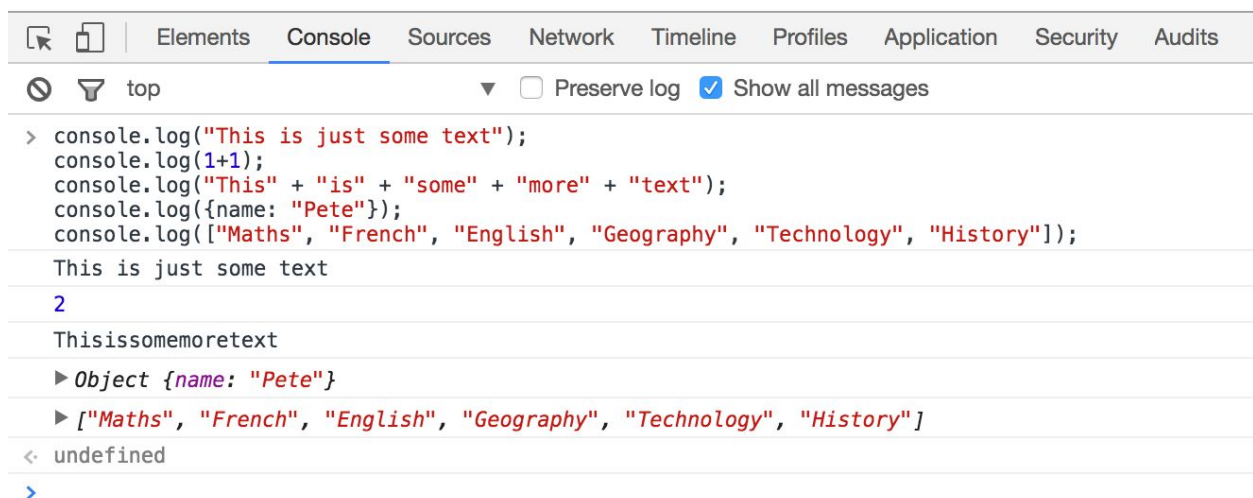 Elements Console Sources Network Timeline Profiles Application Security Audits
top ▼ Preserve log Show all messages
> console.log("This is just some text");
console.log(1+1);
console.log("This" + "is" + "some" + "more" + "text");
console.log({name: "Pete"});
console.log(["Maths", "French", "English", "Geography", "Technology", "History"]);
This is just some text
2
Thisissomemoretext
▶ Object {name: "Pete"}
▶ ["Maths", "French", "English", "Geography", "Technology", "History"]
< undefined
>